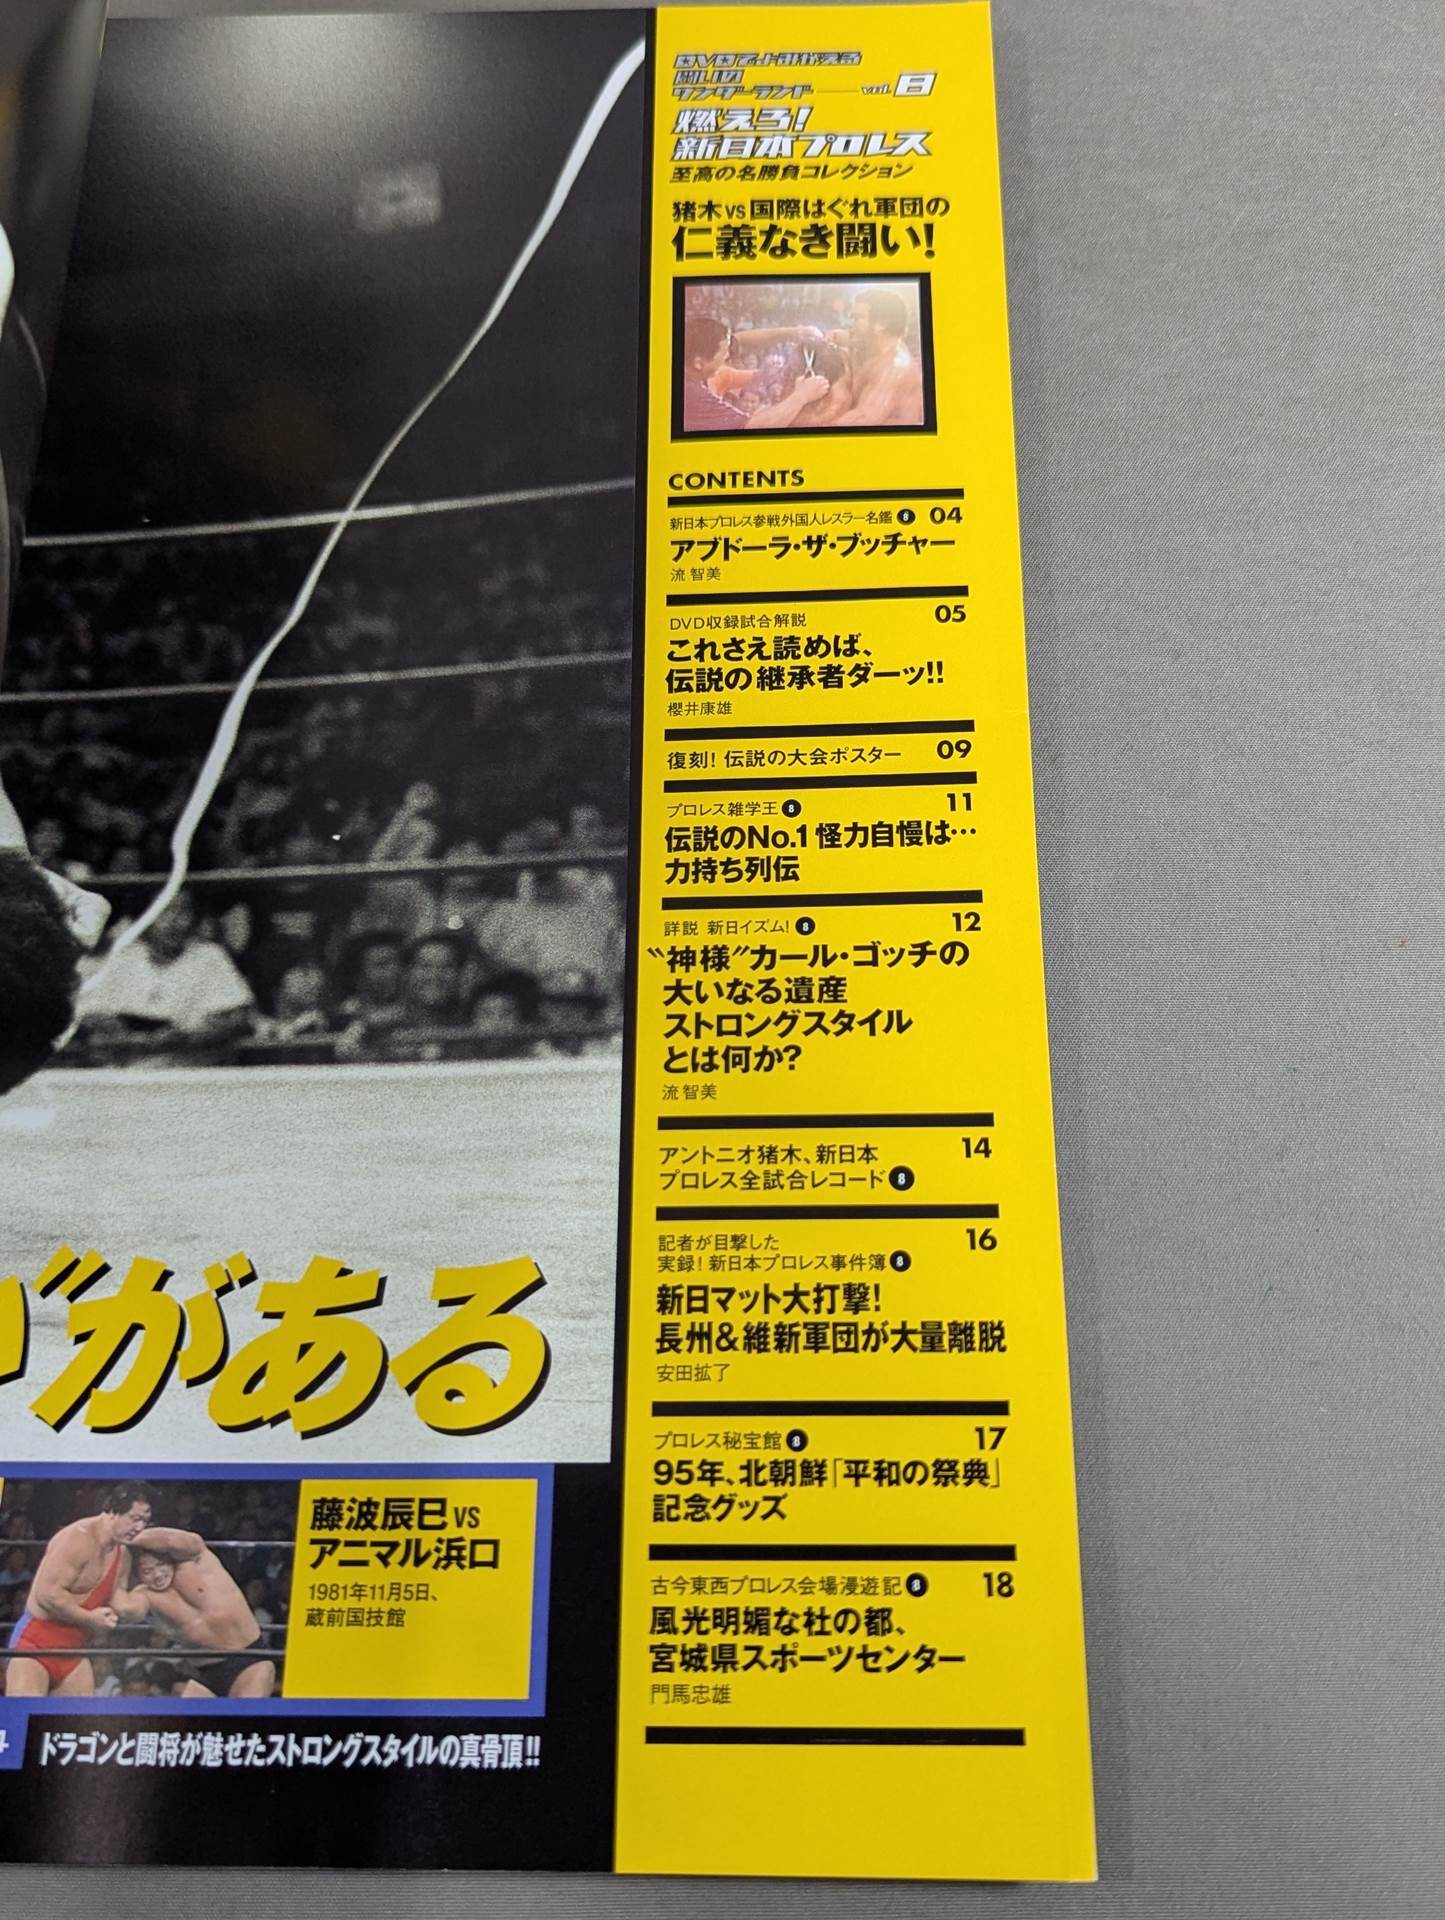 〟がある
藤波辰巳 vs
アニマル浜口
1981年11月5日、
蔵前国技館
ドラゴンと闘将が魅せたストロングスタイルの真骨頂!!
DVDでよみがえる
闘いの
ワンダーランド vol.8
燃えろ!
新日本プロレス
至高の名勝負コレクション
猪木vs国際はぐれ軍団の
仁義なき闘い!
CONTENTS
新日本プロレス参戦外国人レスラー名鑑 8 04
アブドーラ・ザ・ブッチャー
流 智美
DVD収録試合解説 05
これさえ読めば、
伝説の継承者ダーッ!!
櫻井康雄
復刻! 伝説の大会ポスター 09
プロレス雑学王 8 11
伝説のNo.1怪力自慢は…
力持ち列伝
詳説 新日イズム! 8 12
〝神様〟カール・ゴッチの
大いなる遺産
ストロングスタイル
とは何か?
流 智美
アントニオ猪木、新日本 14
プロレス全試合レコード 8
記者が目撃した 16
実録! 新日本プロレス事件簿 8
新日マット大打撃!
長州&維新軍団が大量離脱
安田拡了
プロレス秘宝館 8 17
95年、北朝鮮「平和の祭典」
記念グッズ
古今東西プロレス会場漫遊記 8 18
風光明媚な杜の都、
宮城県スポーツセンター
門馬忠雄